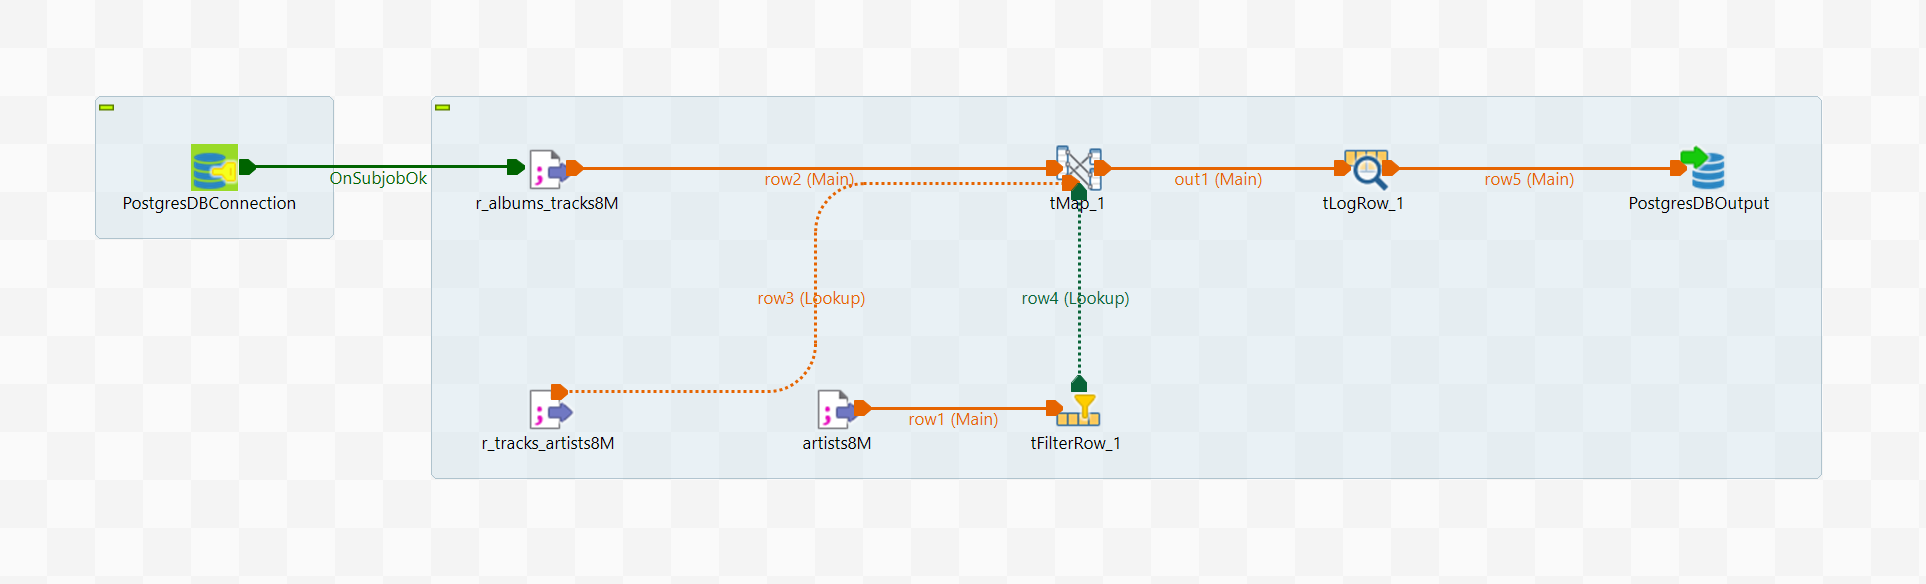 OnSubjobOk
PostgresDBConnection
row2 (Main)
out1 (Main)
row5 (Main)
r_albums_tracks8M
tMap_1
tLogRow_1
PostgresDBOutput
row3 (Lookup)
row4 (Lookup)
row1 (Main)
r_tracks_artists8M
artists8M
tFilterRow_1